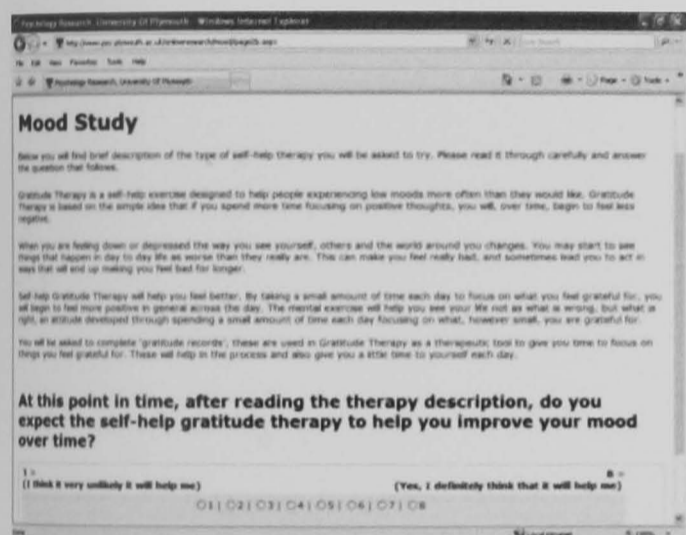 Psychology Research, University Of Plymouth - Windows Internet Explorer
File Edit View Favorites Tools Help
Psychology Research, University Of Plymouth
Page Tools
Mood Study
Below you will find brief description of the type of self-help therapy you will be asked to try. Please read it through carefully and answer
the question that follows.
Gratitude Therapy is a self-help exercise designed to help people experiencing low moods more often than they would like. Gratitude
Therapy is based on the simple idea that if you spend more time focusing on positive thoughts, you will, over time, begin to feel less
negative.
When you are feeling down or depressed the way you see yourself, others and the world around you changes. You may start to see
things that happen in day to day life as worse than they really are. This can make you feel really bad, and sometimes lead you to act in
ways that will end up making you feel bad for longer.
Self-help Gratitude Therapy will help you feel better. By taking a small amount of time each day to focus on what you feel grateful for, you
will begin to feel more positive in general across the day. The mental exercise will help you see your life not as what is wrong, but what is
right, an attitude developed through spending a small amount of time each day focusing on what, however small, you are grateful for.
You will be asked to complete 'gratitude records', these are used in Gratitude Therapy as a therapeutic tool to give you time to focus on
things you feel grateful for. These will help in the process and also give you a little time to yourself each day.
At this point in time, after reading the therapy description, do you
expect the self-help gratitude therapy to help you improve your mood
over time?
1 = 8 =
(I think it very unlikely it will help me) (Yes, I definitely think that it will help me)
1 | 2 | 3 | 4 | 5 | 6 | 7 | 8